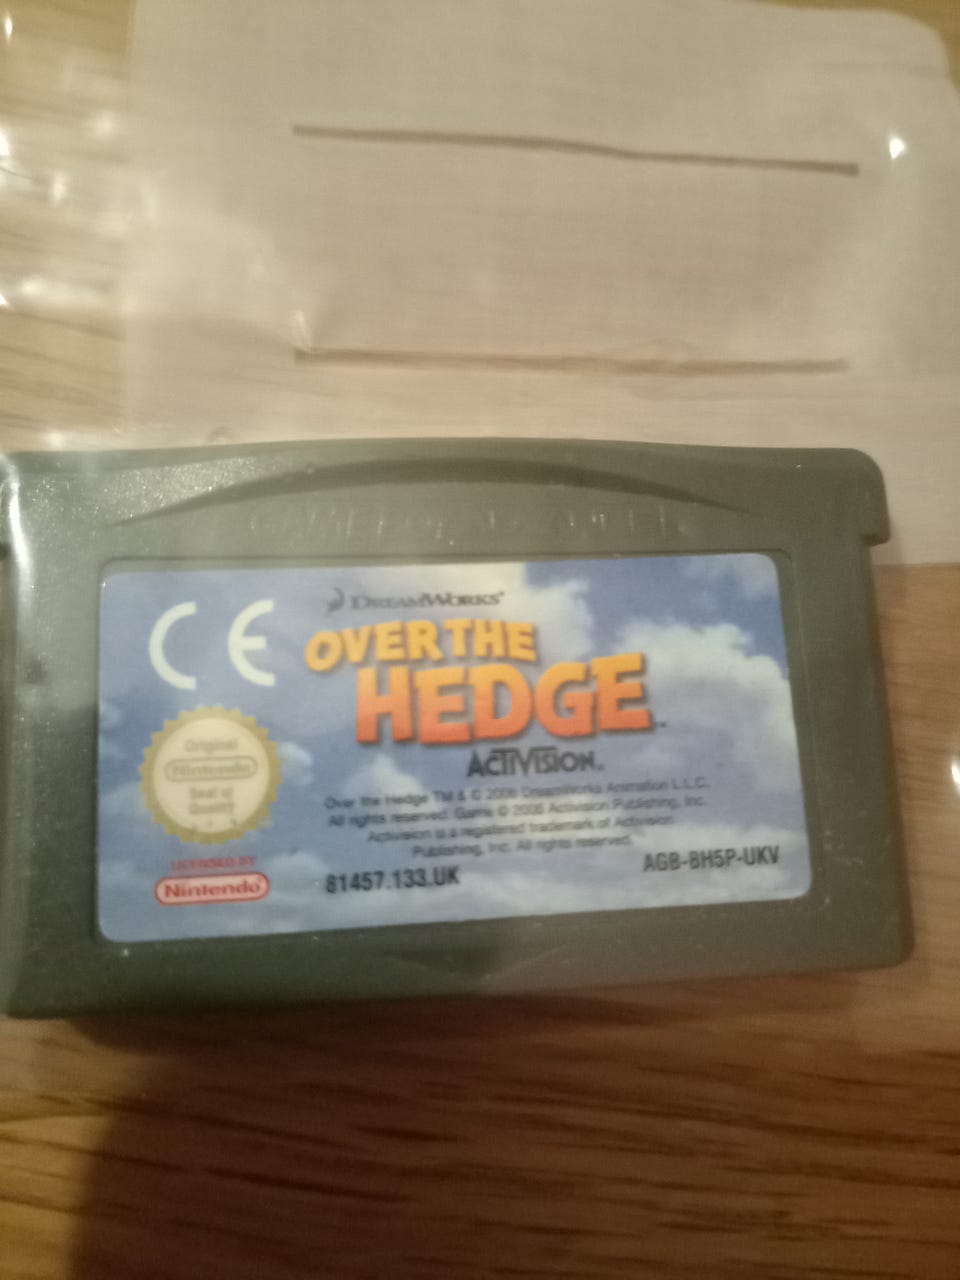 GAME BOY ADVANCE
CE
DREAMWORKS
OVER THE
HEDGE™
ACTIVISION®
Over the Hedge TM & © 2006 DreamWorks Animation L.L.C.
All rights reserved. Game © 2006 Activision Publishing, Inc.
Activision is a registered trademark of Activision
Publishing, Inc. All rights reserved.
Original
Nintendo
Seal of
Quality
LICENSED BY
Nintendo
81457.133.UK
AGB-BH5P-UKV